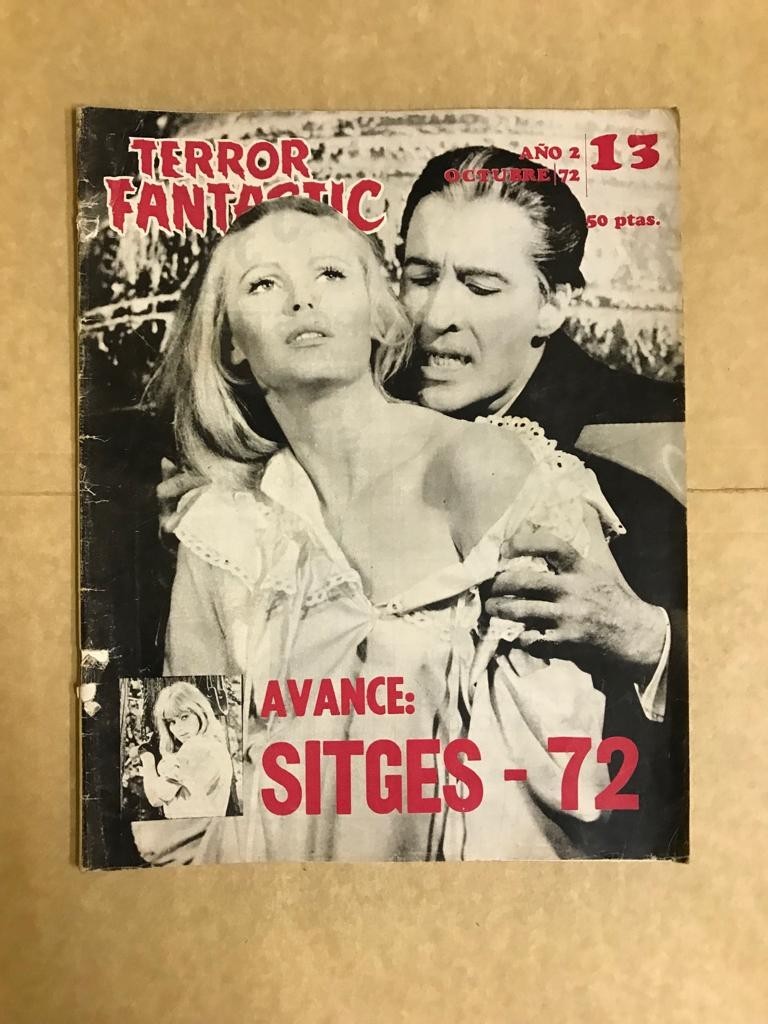 TERROR
FANTASTIC
AÑO 2
OCTUBRE 72
13
50 ptas.
AVANCE:
SITGES - 72